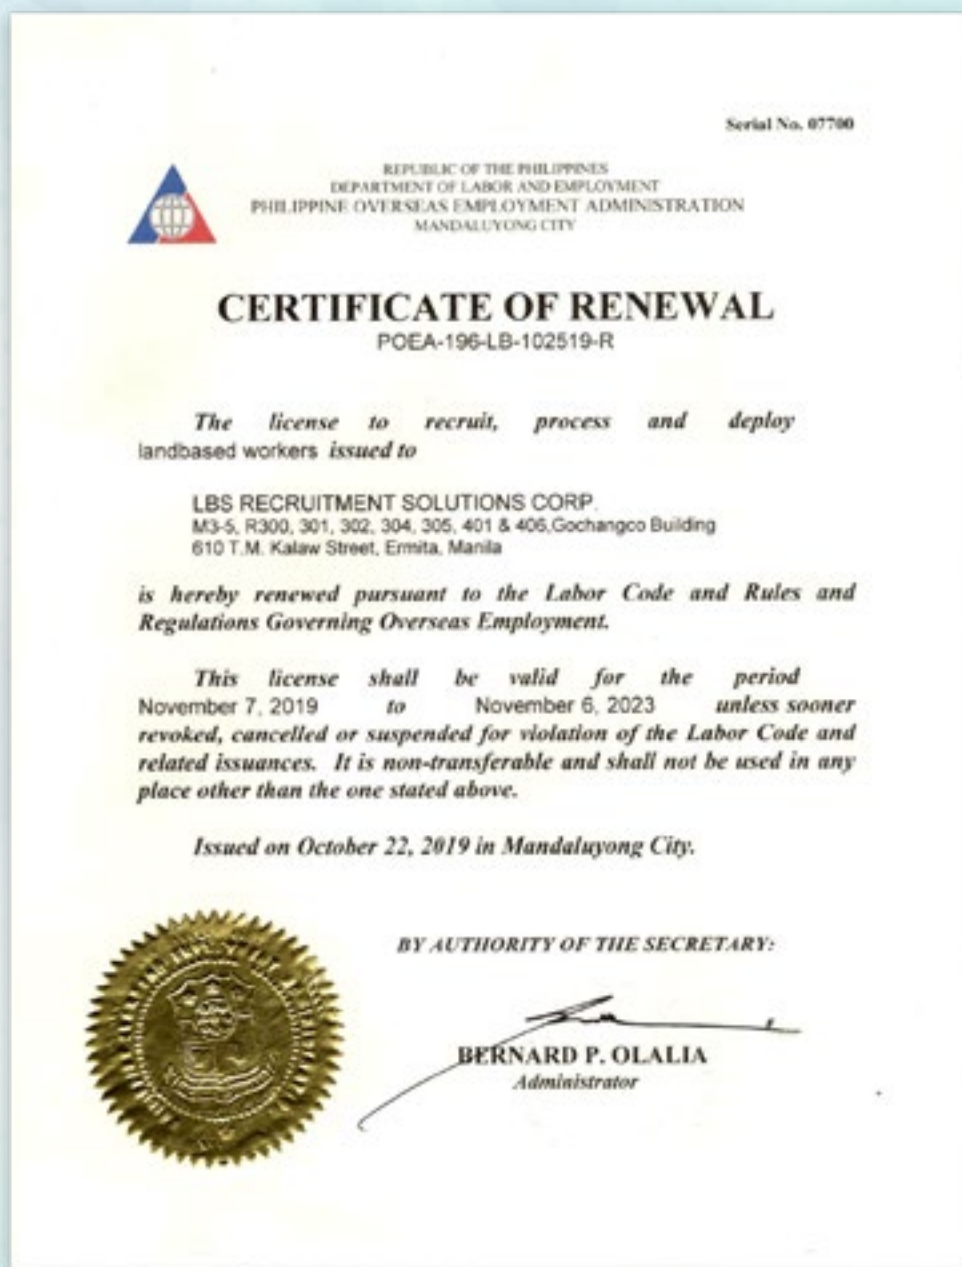 Serial No. 07700
REPUBLIC OF THE PHILIPPINES
DEPARTMENT OF LABOR AND EMPLOYMENT
PHILIPPINE OVERSEAS EMPLOYMENT ADMINISTRATION
MANDALUYONG CITY
CERTIFICATE OF RENEWAL
POEA-196-LB-102519-R
The license to recruit, process and deploy
landbased workers issued to
LBS RECRUITMENT SOLUTIONS CORP.
M3-5, R300, 301, 302, 304, 305, 401 & 406,Gochangco Building
610 T.M. Kalaw Street, Ermita, Manila
is hereby renewed pursuant to the Labor Code and Rules and
Regulations Governing Overseas Employment.
This license shall be valid for the period
November 7, 2019 to November 6, 2023 unless sooner
revoked, cancelled or suspended for violation of the Labor Code and
related issuances. It is non-transferable and shall not be used in any
place other than the one stated above.
Issued on October 22, 2019 in Mandaluyong City.
BY AUTHORITY OF THE SECRETARY:
BERNARD P. OLALIA
Administrator